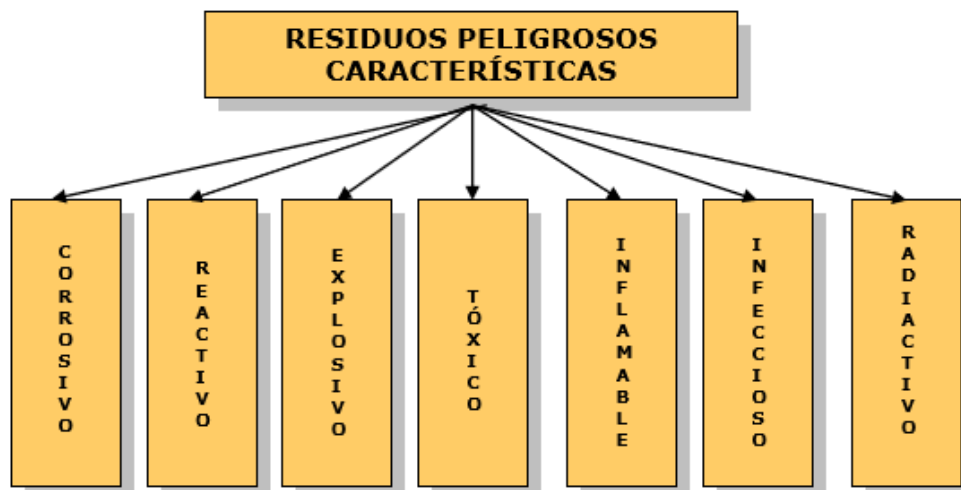 RESIDUOS PELIGROSOS
CARACTERÍSTICAS
CORROSIVO
REACTIVO
EXPLOSIVO
TÓXICO
INFLAMABLE
INFECCIOSO
RADIACTIVO